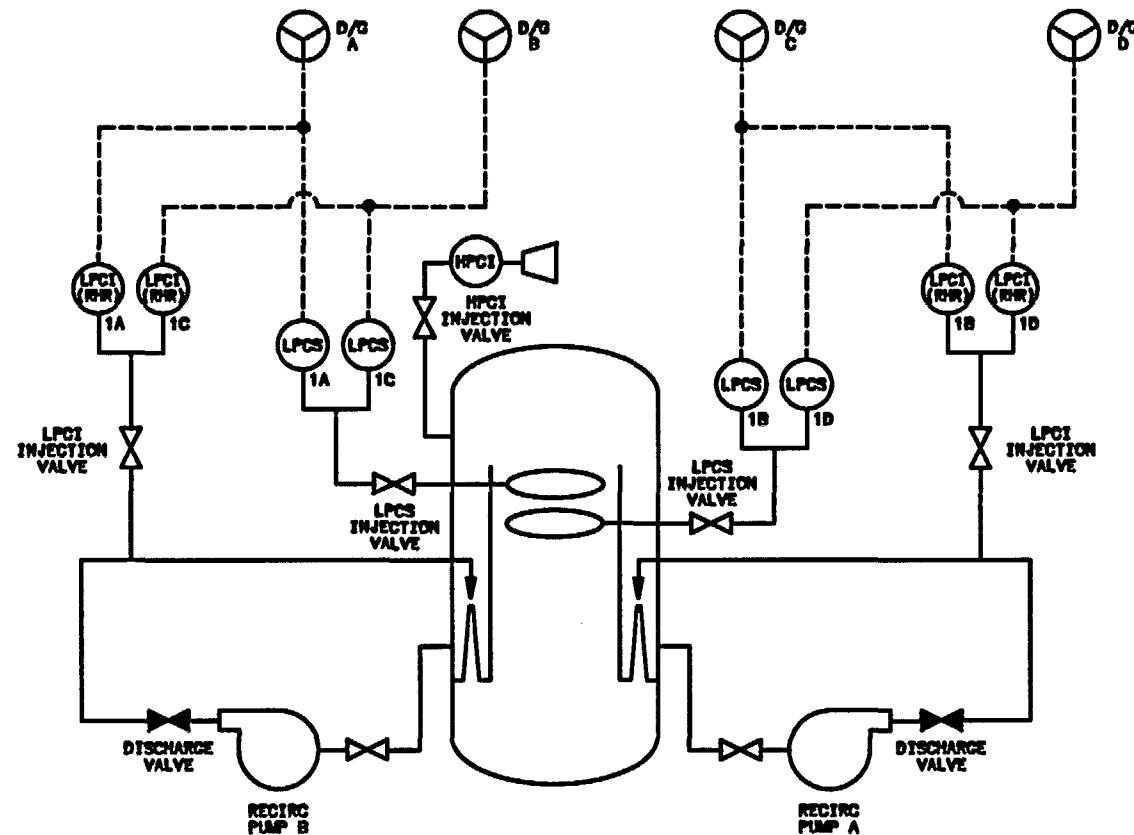 D/G
A
D/G
B
D/G
C
D/G
D
LPCI
(RHR)
1A
LPCI
(RHR)
1C
HPCI
HPCI
INJECTION
VALVE
LPCI
(RHR)
1B
LPCI
(RHR)
1D
LPCS
1A
LPCS
1C
LPCS
1B
LPCS
1D
LPCI
INJECTION
VALVE
LPCS
INJECTION
VALVE
LPCS
INJECTION
VALVE
LPCI
INJECTION
VALVE
DISCHARGE
VALVE
RECIRC
PUMP B
DISCHARGE
VALVE
RECIRC
PUMP A